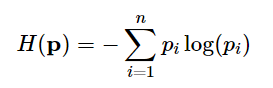 H(𝐩) = − ∑_{i=1}^{n} p_i log(p_i)